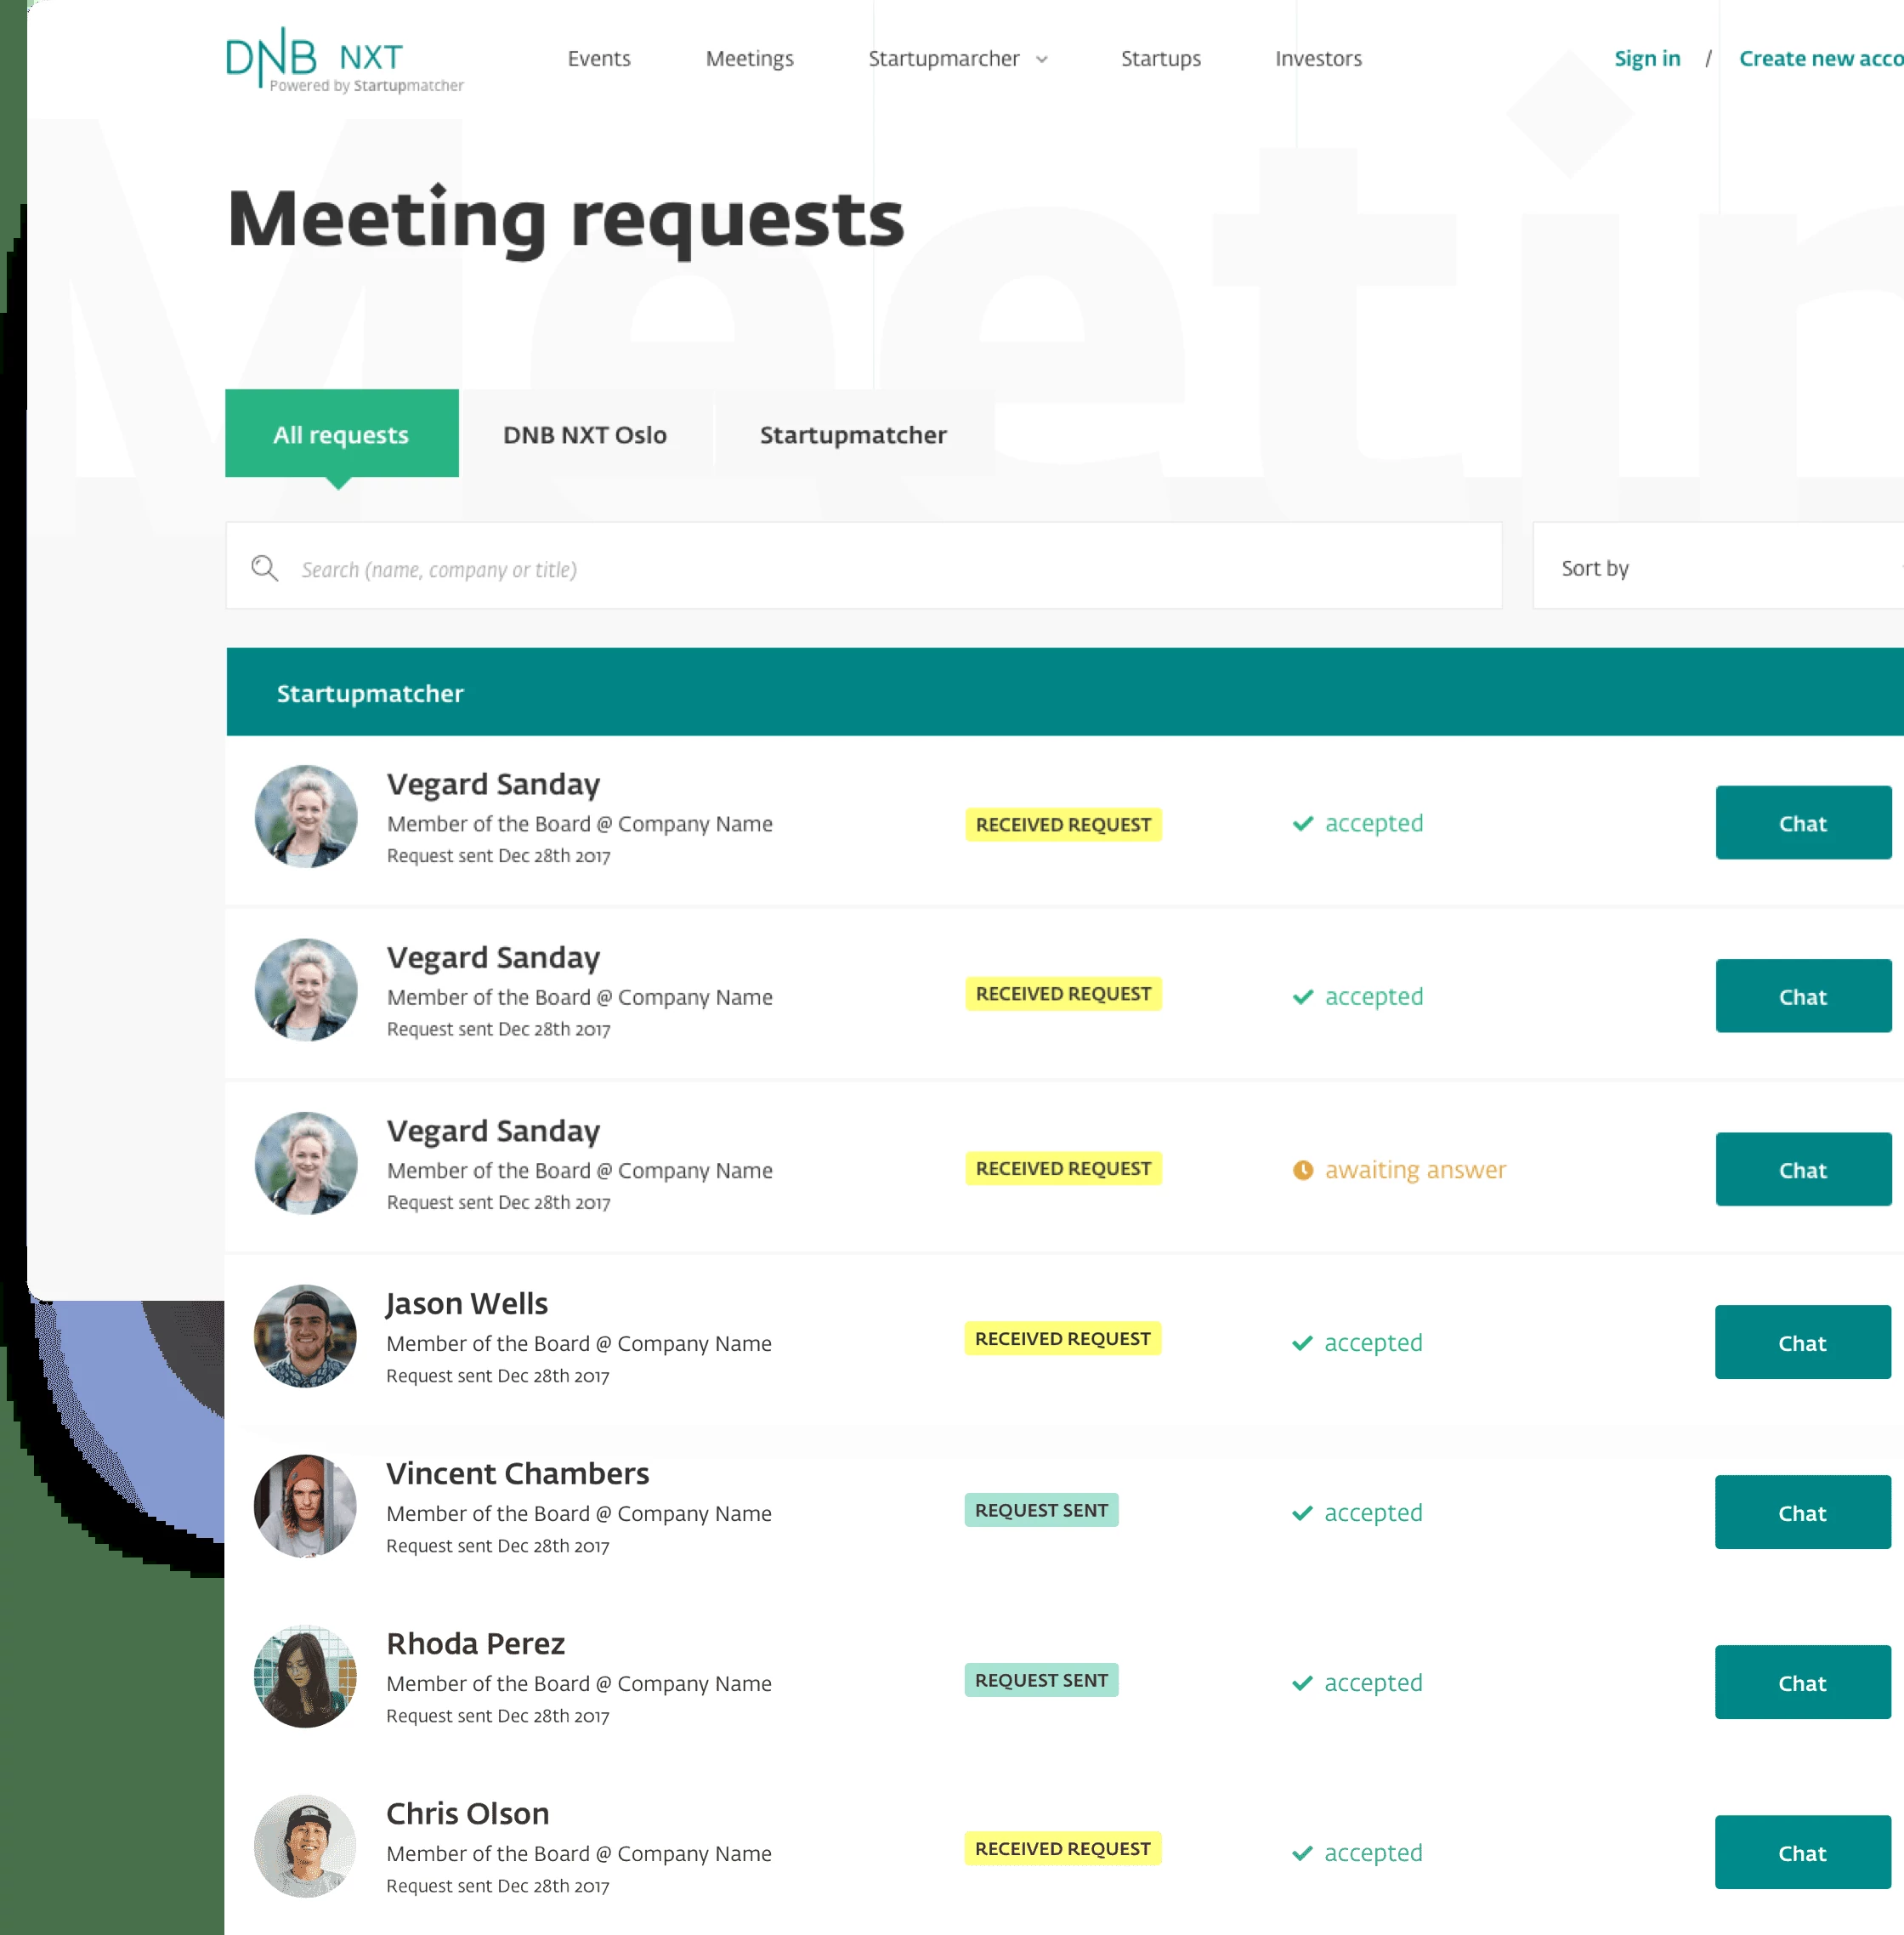 DNB NXT
Powered by Startupmatcher
Events
Meetings
Startupmarcher
Startups
Investors
Sign in / Create new acco
Meetin
Meeting requests
All requests
DNB NXT Oslo
Startupmatcher
Search (name, company or title)
Sort by
Startupmatcher
Vegard Sanday
Member of the Board @ Company Name
Request sent Dec 28th 2017
RECEIVED REQUEST
accepted
Chat
Vegard Sanday
Member of the Board @ Company Name
Request sent Dec 28th 2017
RECEIVED REQUEST
accepted
Chat
Vegard Sanday
Member of the Board @ Company Name
Request sent Dec 28th 2017
RECEIVED REQUEST
awaiting answer
Chat
Jason Wells
Member of the Board @ Company Name
Request sent Dec 28th 2017
RECEIVED REQUEST
accepted
Chat
Vincent Chambers
Member of the Board @ Company Name
Request sent Dec 28th 2017
REQUEST SENT
accepted
Chat
Rhoda Perez
Member of the Board @ Company Name
Request sent Dec 28th 2017
REQUEST SENT
accepted
Chat
Chris Olson
Member of the Board @ Company Name
Request sent Dec 28th 2017
RECEIVED REQUEST
accepted
Chat